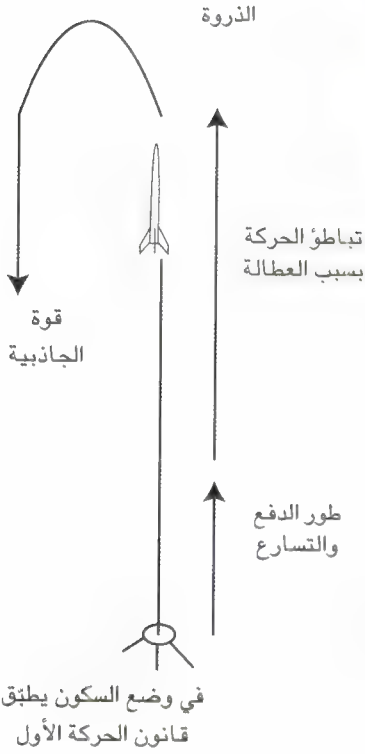 الذروة
تباطؤ الحركة
بسبب العطالة
قوة
الجاذبية
طور الدفع
والتسارع
في وضع السكون يطبّق
قانون الحركة الأول